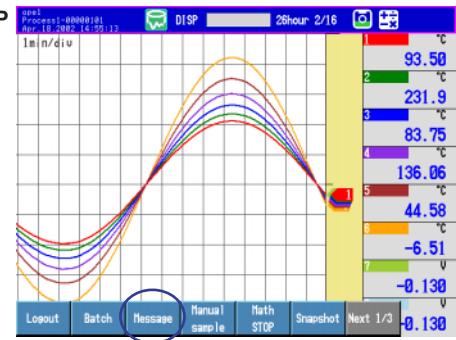 opel
Process1-00000101
Apr.18.2002 14:55:13
DISP
26hour 2/16
1min/div
1 °C
93.50
2 °C
231.9
3 °C
83.75
4 °C
136.06
1
5 °C
44.58
6 °C
-6.51
7 V
-0.130
V
-0.130
Logout
Batch
Message
Manual
sample
Math
STOP
Snapshot
Next 1/3